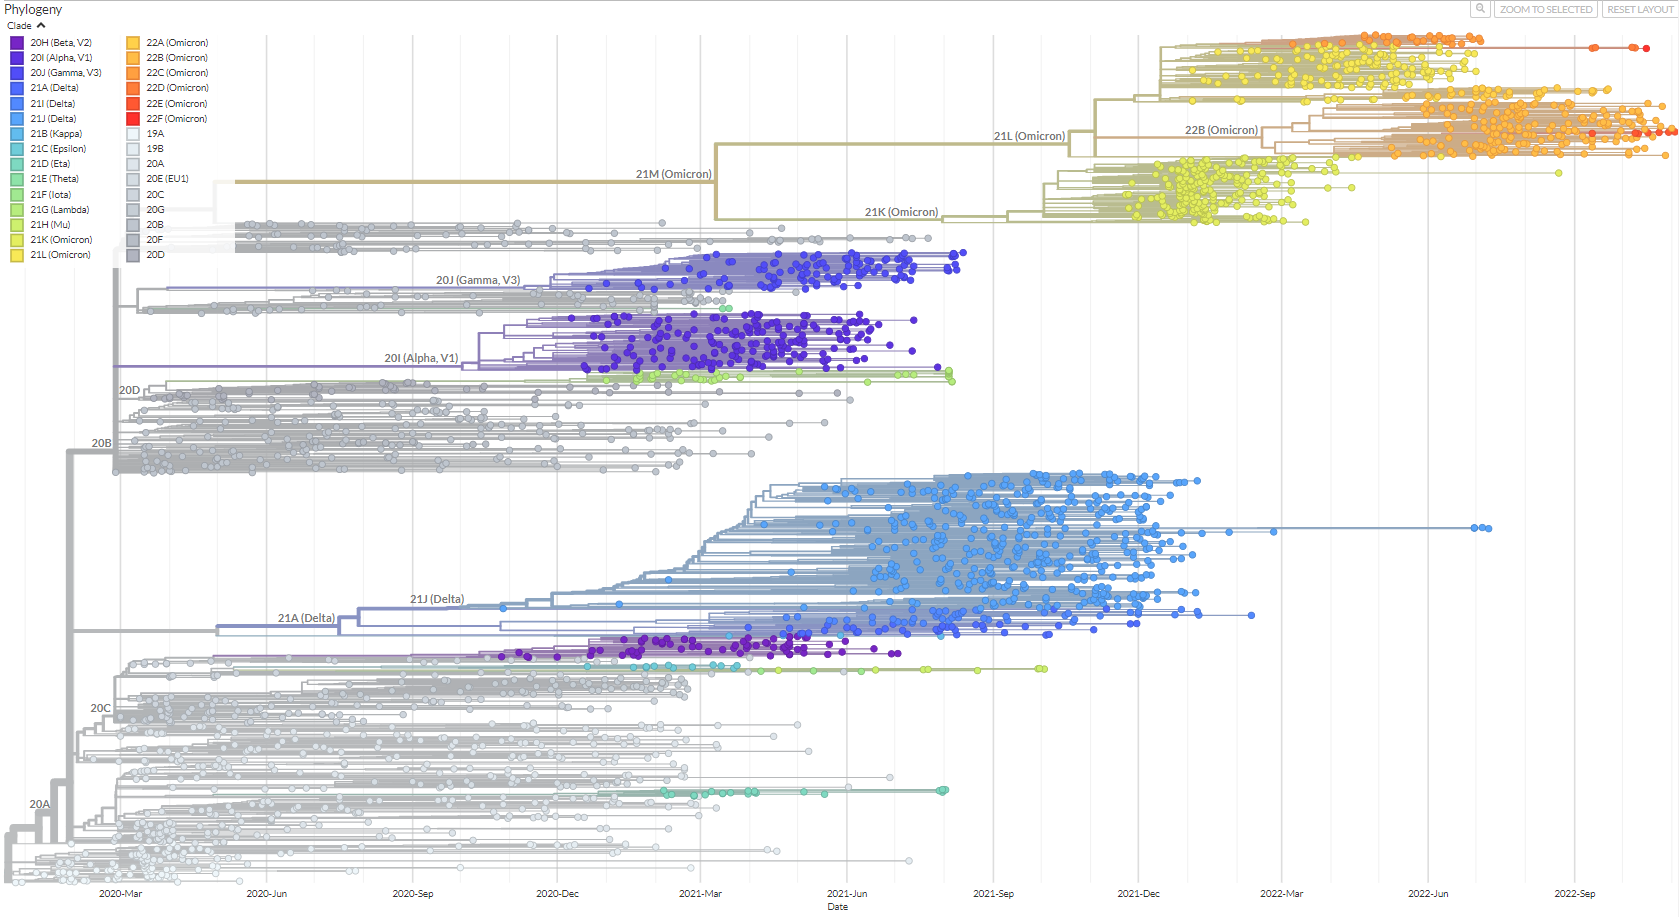 Phylogeny
ZOOM TO SELECTED
RESET LAYOUT
Clade
20H (Beta, V2)
20I (Alpha, V1)
20J (Gamma, V3)
21A (Delta)
21I (Delta)
21J (Delta)
21B (Kappa)
21C (Epsilon)
21D (Eta)
21E (Theta)
21F (Iota)
21G (Lambda)
21H (Mu)
21K (Omicron)
21L (Omicron)
22A (Omicron)
22B (Omicron)
22C (Omicron)
22D (Omicron)
22E (Omicron)
22F (Omicron)
19A
19B
20A
20E (EU1)
20C
20G
20B
20F
20D
21L (Omicron)
22B (Omicron)
21M (Omicron)
21K (Omicron)
20J (Gamma, V3)
20I (Alpha, V1)
20D
20B
21J (Delta)
21A (Delta)
20C
20A
2020-Mar
2020-Jun
2020-Sep
2020-Dec
2021-Mar
2021-Jun
2021-Sep
2021-Dec
2022-Mar
2022-Jun
2022-Sep
Date